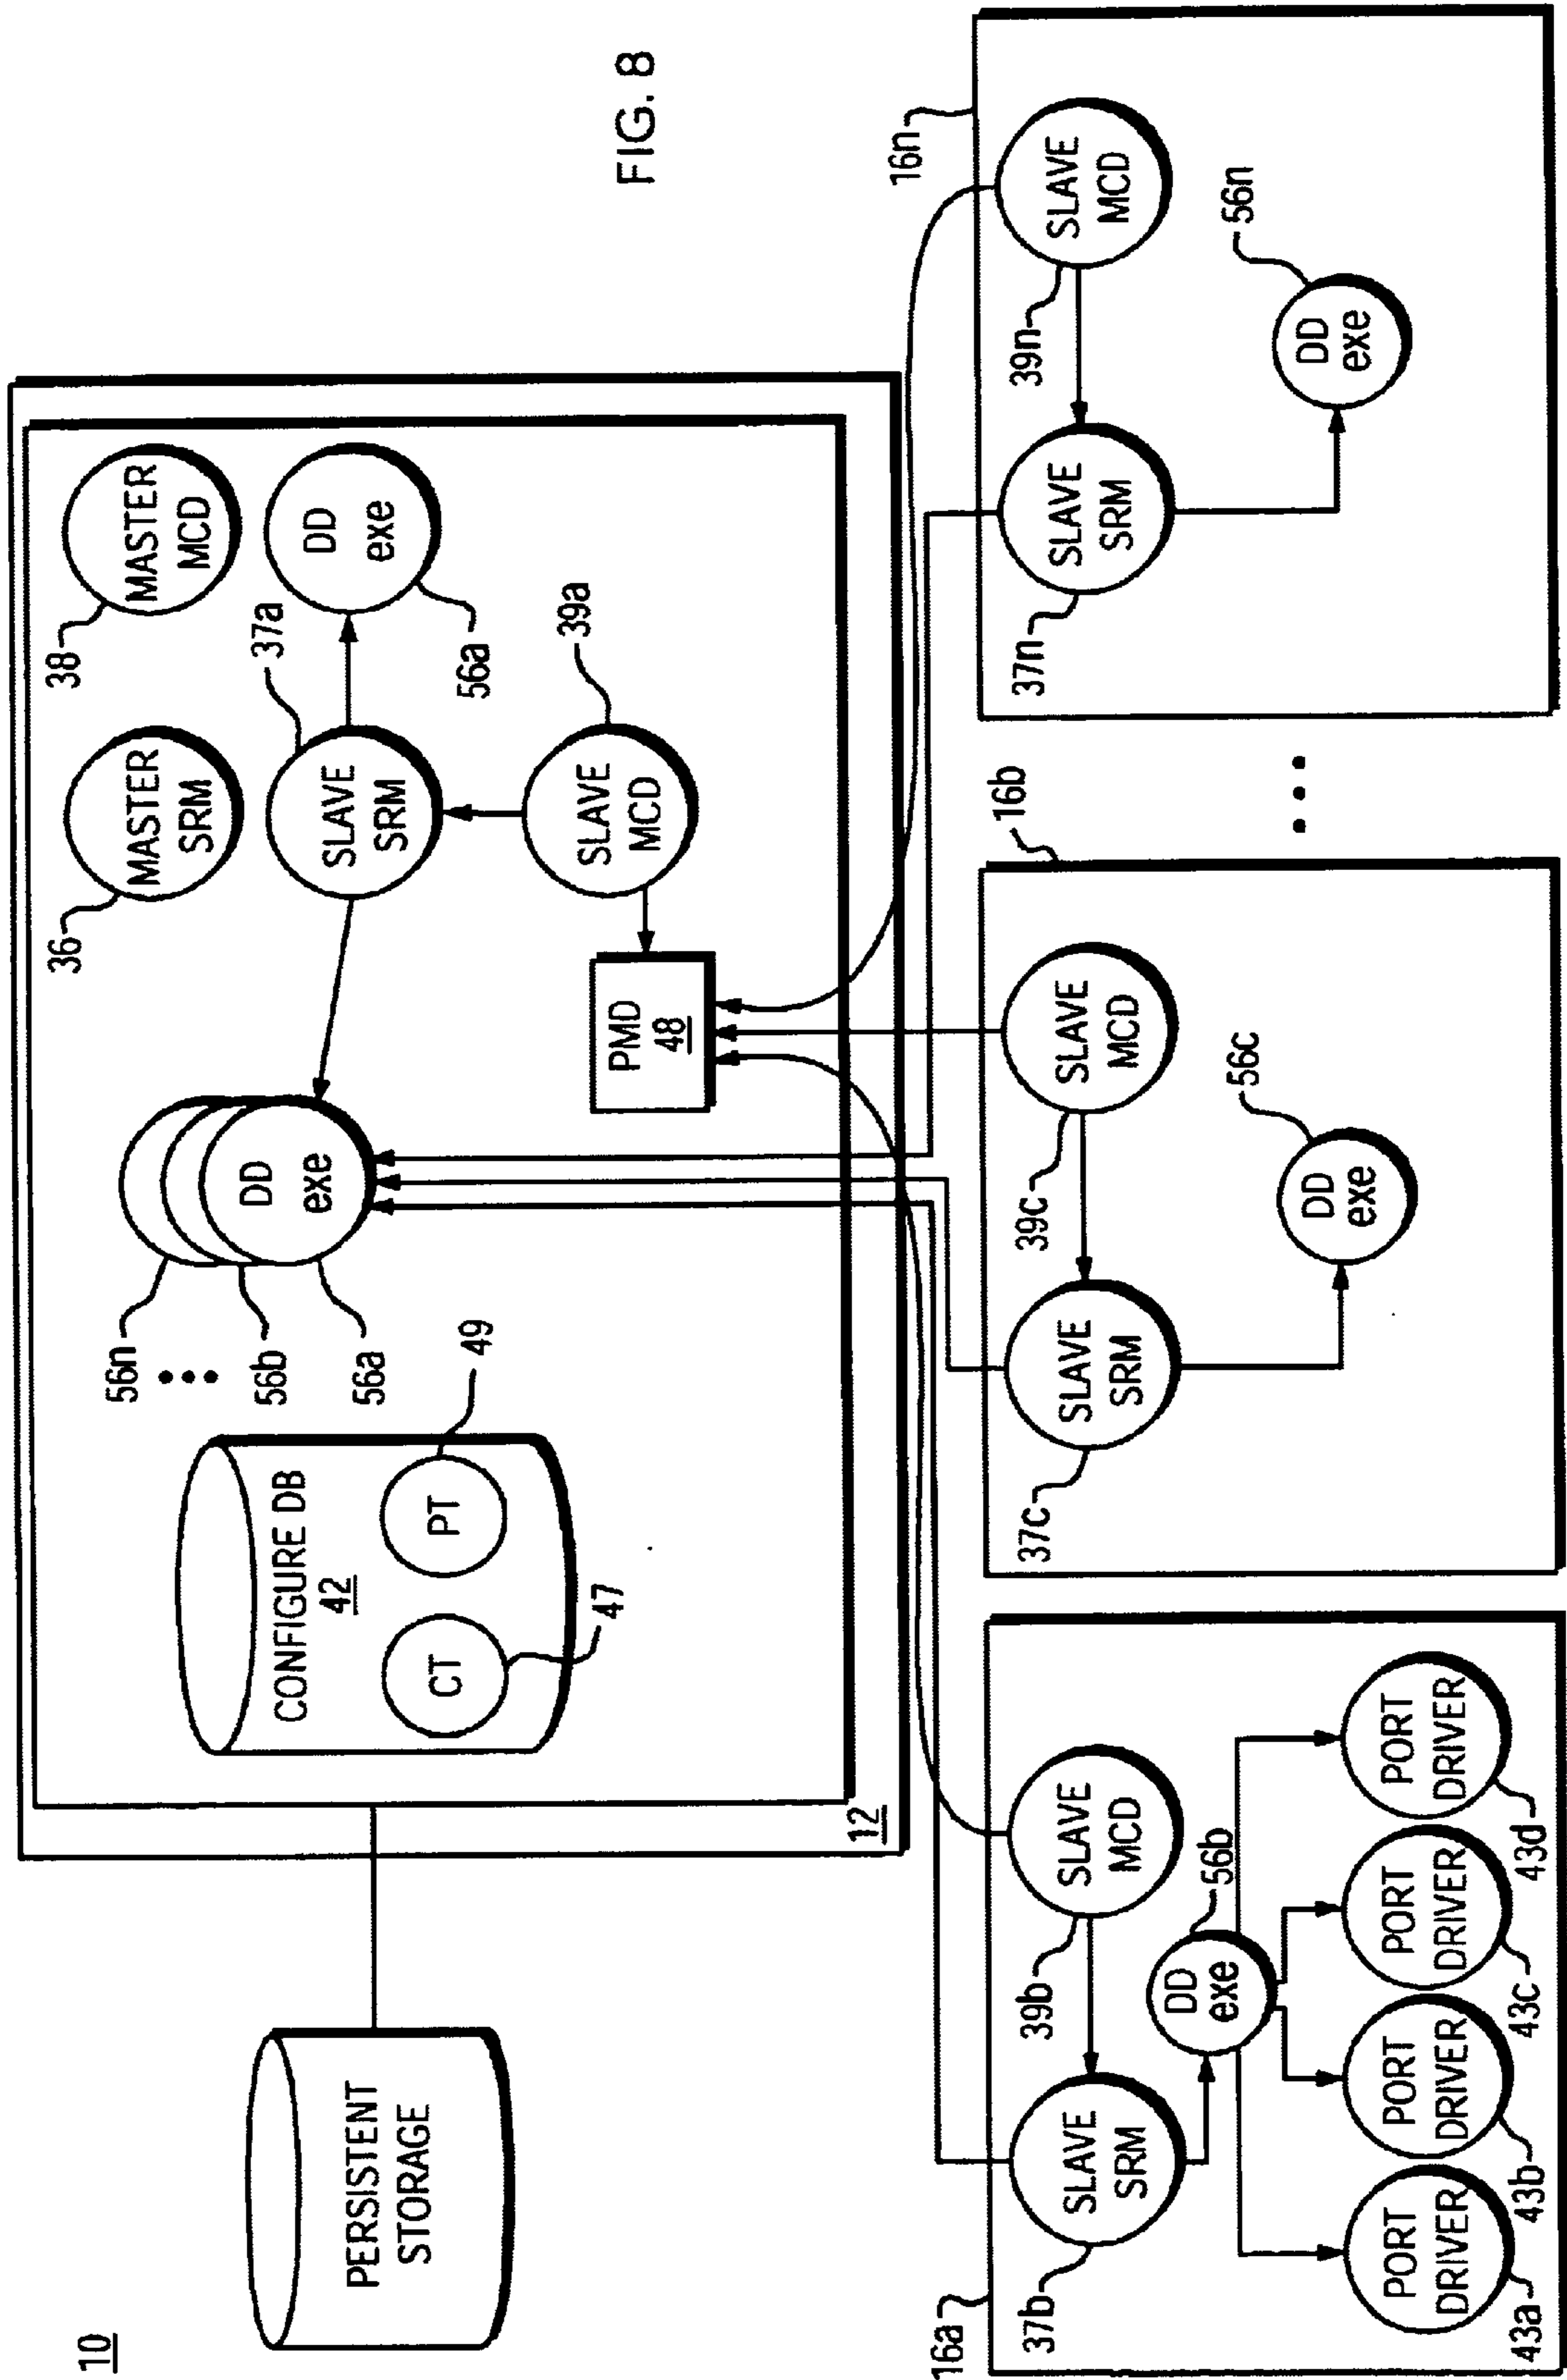 10
PERSISTENT
STORAGE
CONFIGURE DB
42
CT
PT
47
49
56n
56b
56a
DD
exe
36
MASTER
SRM
38
MASTER
MCD
37a
SLAVE
SRM
DD
exe
56a
PMD
48
SLAVE
MCD
39a
12
FIG. 8
16a
37b
SLAVE
SRM
39b
SLAVE
MCD
DD
exe
56b
PORT
DRIVER
43a
PORT
DRIVER
43b
PORT
DRIVER
43c
PORT
DRIVER
43d
16b
37c
SLAVE
SRM
39c
SLAVE
MCD
DD
exe
56c
16n
37n
SLAVE
SRM
39n
SLAVE
MCD
DD
exe
56n